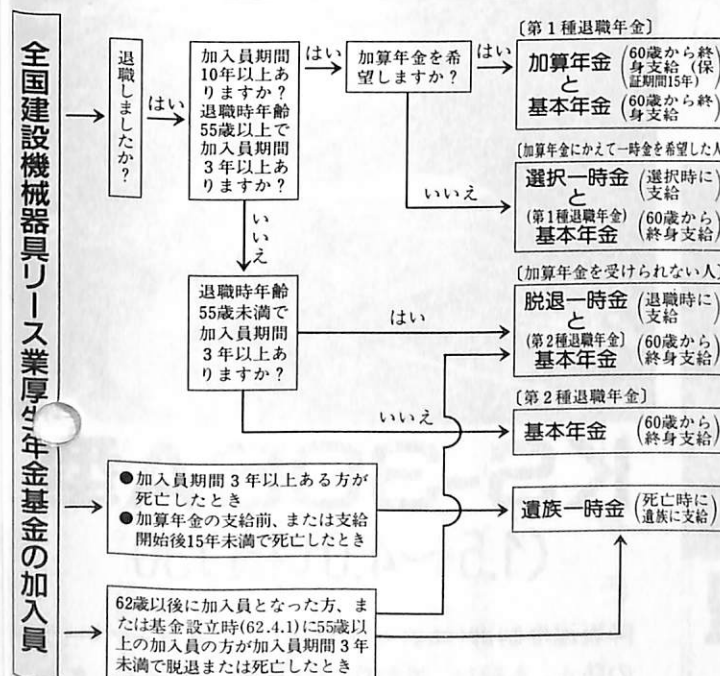 全国建設機械器具リース業厚生年金基金の加入員
退職しましたか？
はい
加入員期間
10年以上あ
りますか？
退職時年齢
55歳以上で
加入員期間
3年以上あ
りますか？
はい
加算年金を希
望しますか？
はい
〔第1種退職年金〕
加算年金(60歳から終
身支給（保
証期間15年)
と
基本年金(60歳から終
身支給)
いいえ
〔加算年金にかえて一時金を希望した人
選択一時金(選択時に
支給)
と
(第1種退職年金)
基本年金(60歳から
終身支給)
いいえ
退職時年齢
55歳未満で
加入員期間
3年以上あ
りますか？
はい
〔加算年金を受けられない人〕
脱退一時金(退職時に
支給)
と
(第2種退職年金〕
基本年金(60歳から
終身支給)
いいえ
〔第2種退職年金〕
基本年金(60歳から
終身支給)
●加入員期間3年以上ある方が
死亡したとき
●加算年金の支給前、または支給
開始後15年未満で死亡したとき
遺族一時金(死亡時に
遺族に支給)
62歳以後に加入員となった方、ま
たは基金設立時(62.4.1)に55歳以
上の加入員の方が加入員期間3年
未満で脱退または死亡したとき